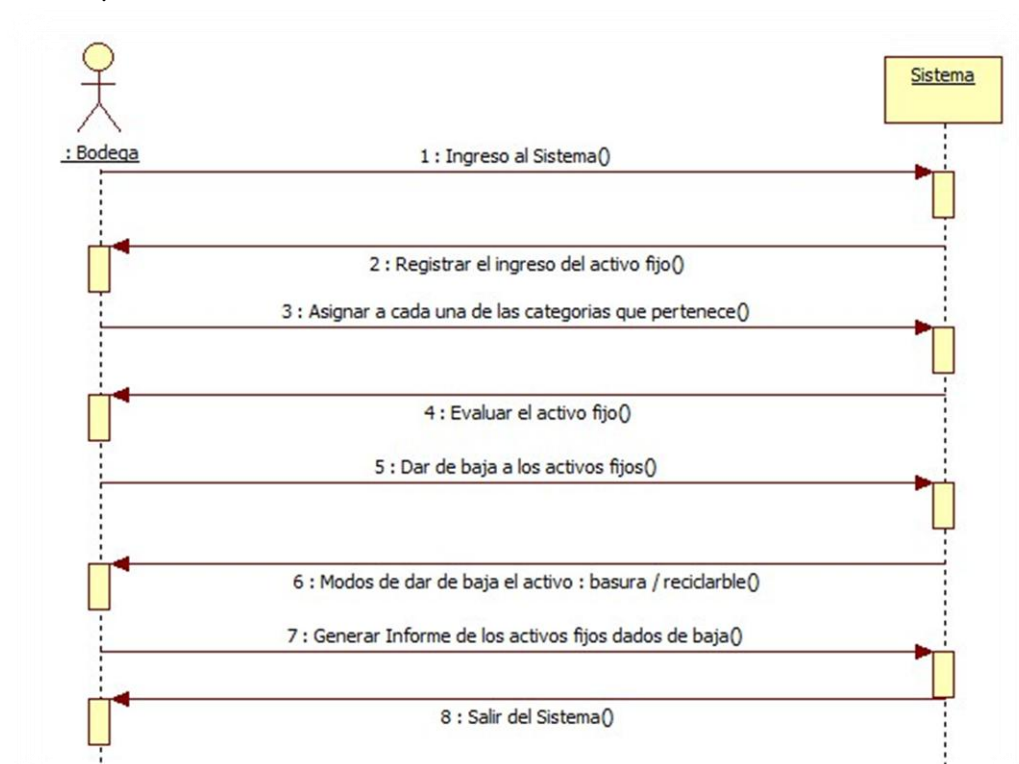 Sistema
: Bodega
1 : Ingreso al Sistema()
2 : Registrar el ingreso del activo fijo()
3 : Asignar a cada una de las categorias que pertenece()
4 : Evaluar el activo fijo()
5 : Dar de baja a los activos fijos()
6 : Modos de dar de baja el activo : basura / reciclarble()
7 : Generar Informe de los activos fijos dados de baja()
8 : Salir del Sistema()